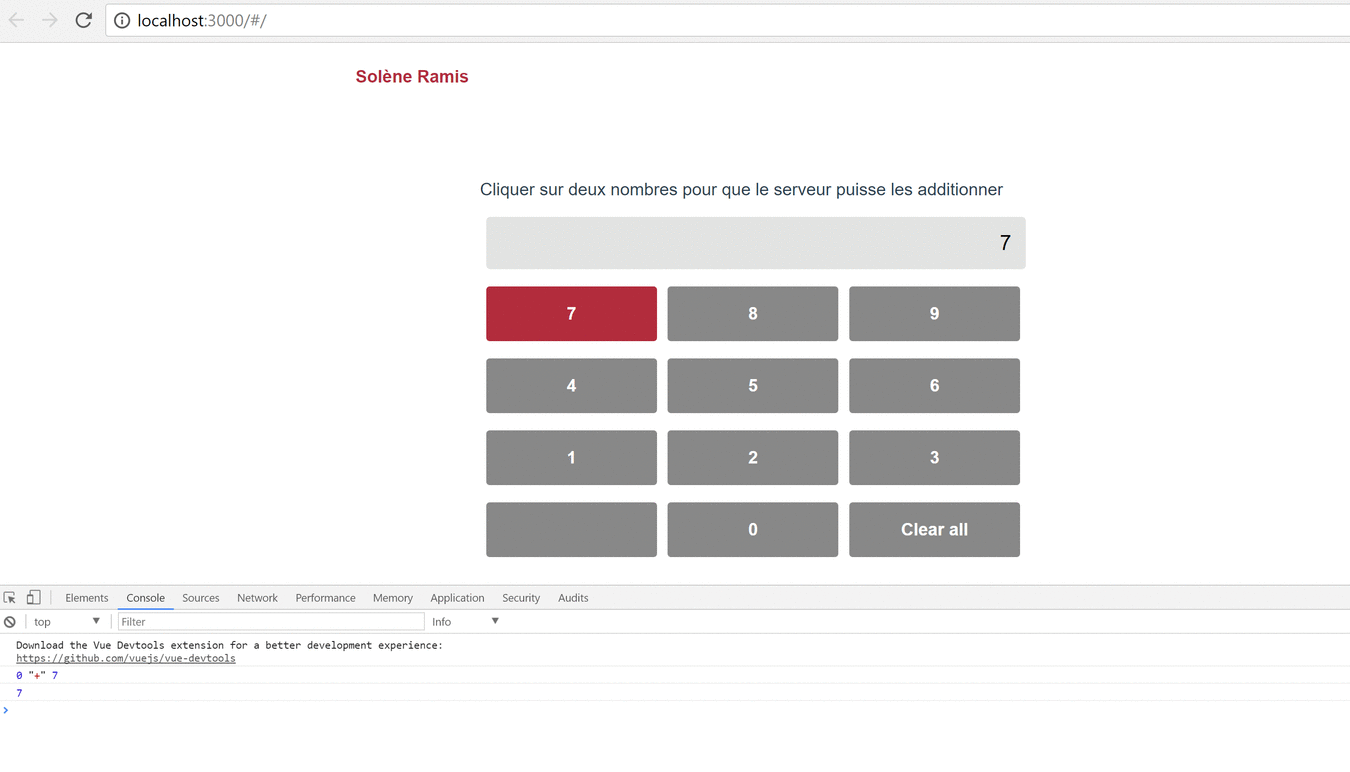 localhost:3000/#/
Solène Ramis
Cliquer sur deux nombres pour que le serveur puisse les additionner
7
7 8 9
4 5 6
1 2 3
0 Clear all
Elements Console Sources Network Performance Memory Application Security Audits
top Filter Info
Download the Vue Devtools extension for a better development experience:
https://github.com/vuejs/vue-devtools
0 "+" 7
7